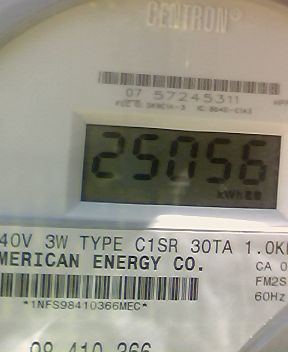 CENTRON®
07 57245311
25056
kWh
40V 3W TYPE C1SR 30TA 1.0K
MERICAN ENERGY CO.
CA 0
FM2S
60Hz
*1NFS98410366MEC*
98 410 366